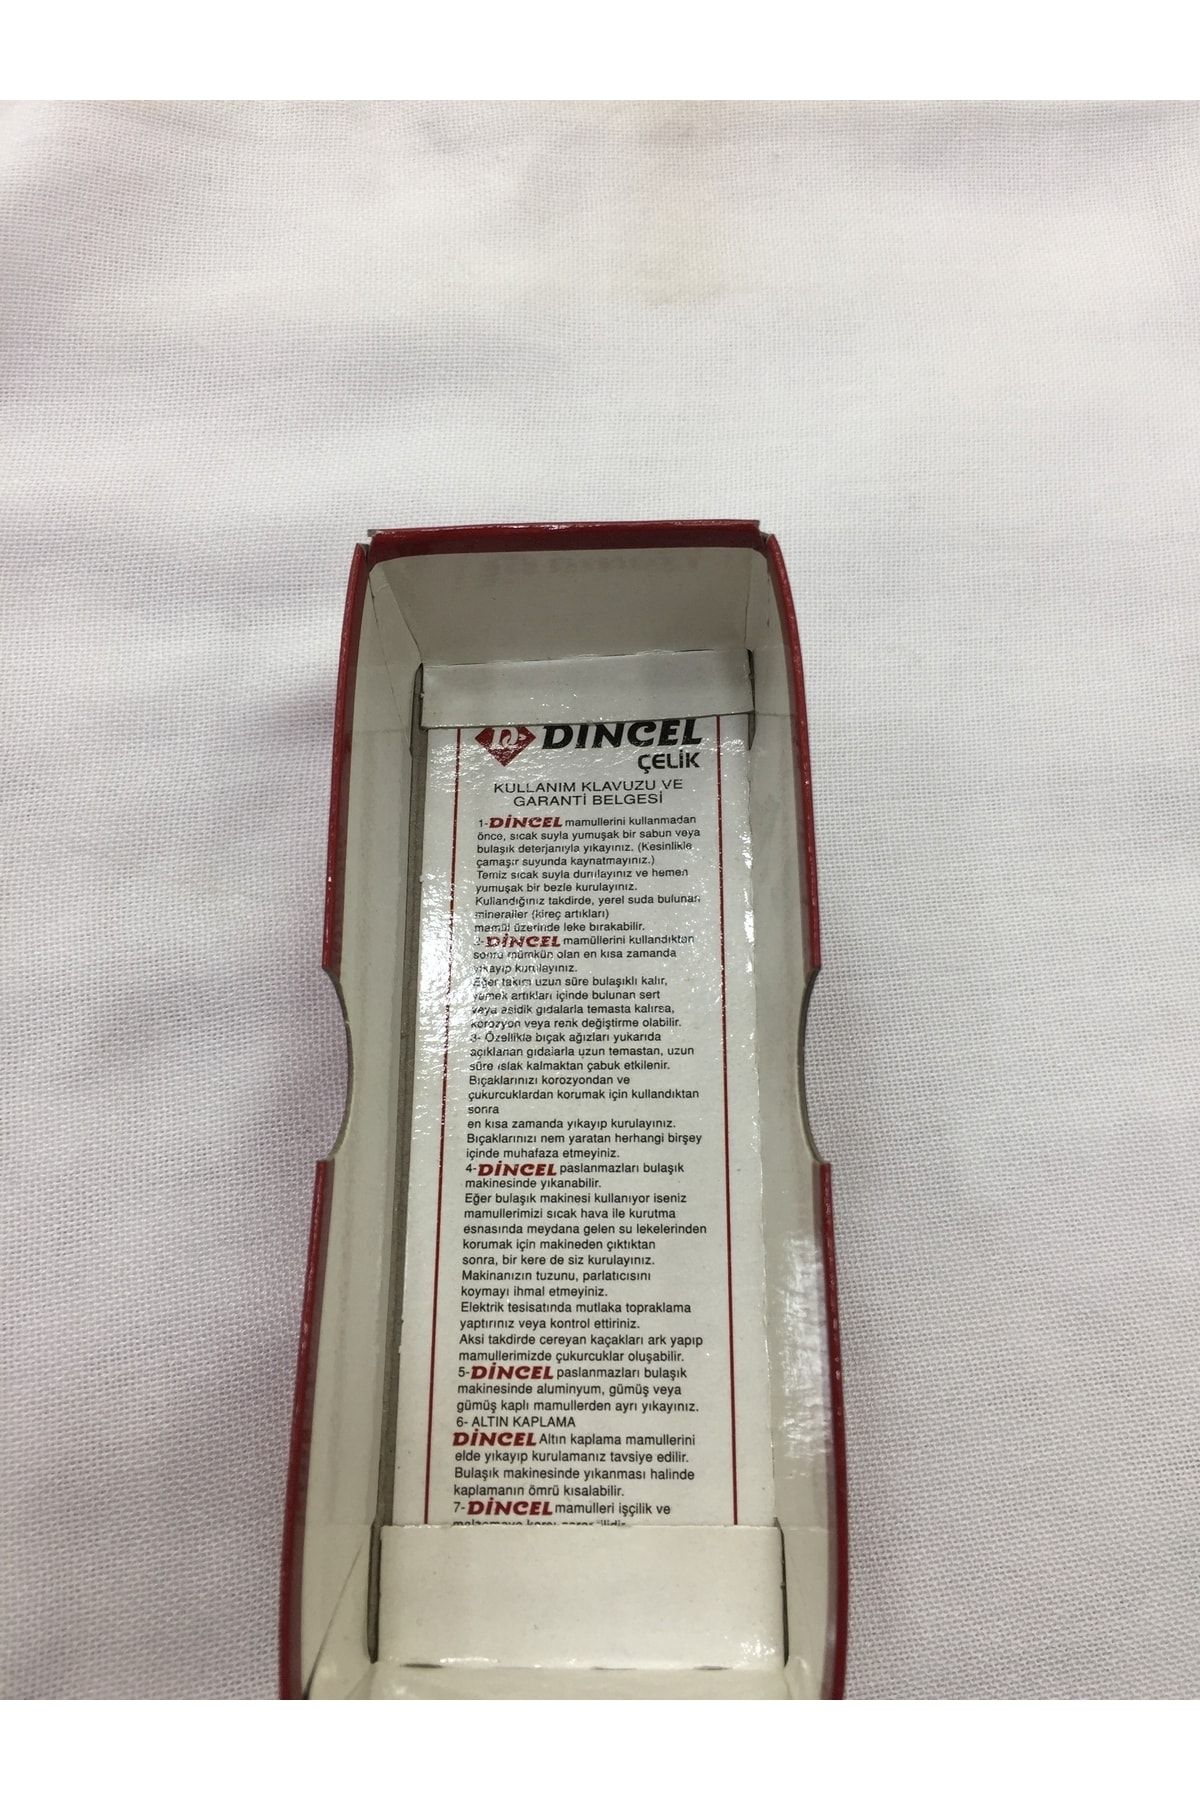 DİNCEL
ÇELİK
KULLANIM KLAVUZU VE
GARANTİ BELGESİ
1-DİNCEL mamullerini kullanmadan
önce, sıcak suyla yumuşak bir sabun veya
bulaşık deterjanıyla yıkayınız. (Kesinlikle
çamaşır suyunda kaynatmayınız.)
Temiz sıcak suyla durulayınız ve hemen
yumuşak bir bezle kurulayınız.
Kullandığınız takdirde, yerel suda bulunan
mineraller (kireç artıkları)
mamül üzerinde leke bırakabilir.
2-DİNCEL mamüllerini kullandıktan
sonra mümkün olan en kısa zamanda
yıkayıp kurulayınız.
Eğer takım uzun süre bulaşıklı kalır,
yemek artıkları içinde bulunan sert
veya asidik gıdalarla temasta kalırsa,
korozyon veya renk değiştirme olabilir.
3- Özellikle bıçak ağızları yukarıda
açıklanan gıdalarla uzun temastan, uzun
süre ıslak kalmaktan çabuk etkilenir.
Bıçaklarınızı korozyondan ve
çukurcuklardan korumak için kullandıktan
sonra
en kısa zamanda yıkayıp kurulayınız.
Bıçaklarınızı nem yaratan herhangi birşey
içinde muhafaza etmeyiniz.
4-DİNCEL paslanmazları bulaşık
makinesinde yıkanabilir.
Eğer bulaşık makinesi kullanıyor iseniz
mamullerimizi sıcak hava ile kurutma
esnasında meydana gelen su lekelerinden
korumak için makineden çıktıktan
sonra, bir kere de siz kurulayınız.
Makinanızın tuzunu, parlatıcısını
koymayı ihmal etmeyiniz.
Elektrik tesisatında mutlaka topraklama
yaptırınız veya kontrol ettiriniz.
Aksi takdirde cereyan kaçakları ark yapıp
mamullerimizde çukurcuklar oluşabilir.
5-DİNCEL paslanmazları bulaşık
makinesinde aluminyum, gümüş veya
gümüş kaplı mamullerden ayrı yıkayınız.
6- ALTIN KAPLAMA
DİNCEL Altın kaplama mamullerini
elde yıkayıp kurulamanız tavsiye edilir.
Bulaşık makinesinde yıkanması halinde
kaplamanın ömrü kısalabilir.
7-DİNCEL mamulleri işçilik ve